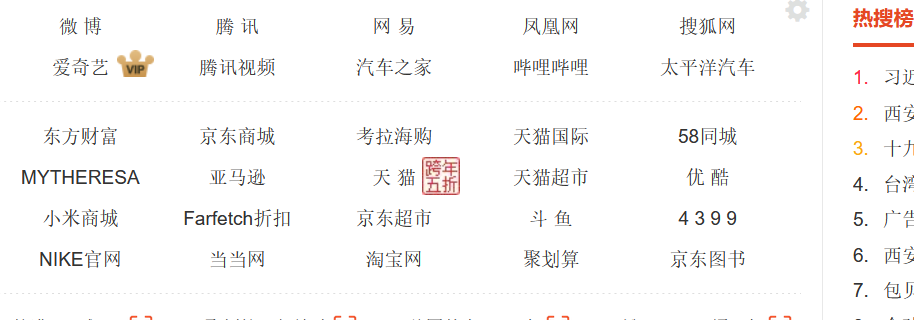 微 博 腾 讯 网 易 凤凰网 搜狐网
爱奇艺 VIP 腾讯视频 汽车之家 哔哩哔哩 太平洋汽车
东方财富 京东商城 考拉海购 天猫国际 58同城
MYTHERESA 亚马逊 天 猫 跨年五折 天猫超市 优 酷
小米商城 Farfetch折扣 京东超市 斗 鱼 4 3 9 9
NIKE官网 当当网 淘宝网 聚划算 京东图书
热搜榜
1. 习近
2. 西安
3. 十九
4. 台湾
5. 广告
6. 西安
7. 包贝